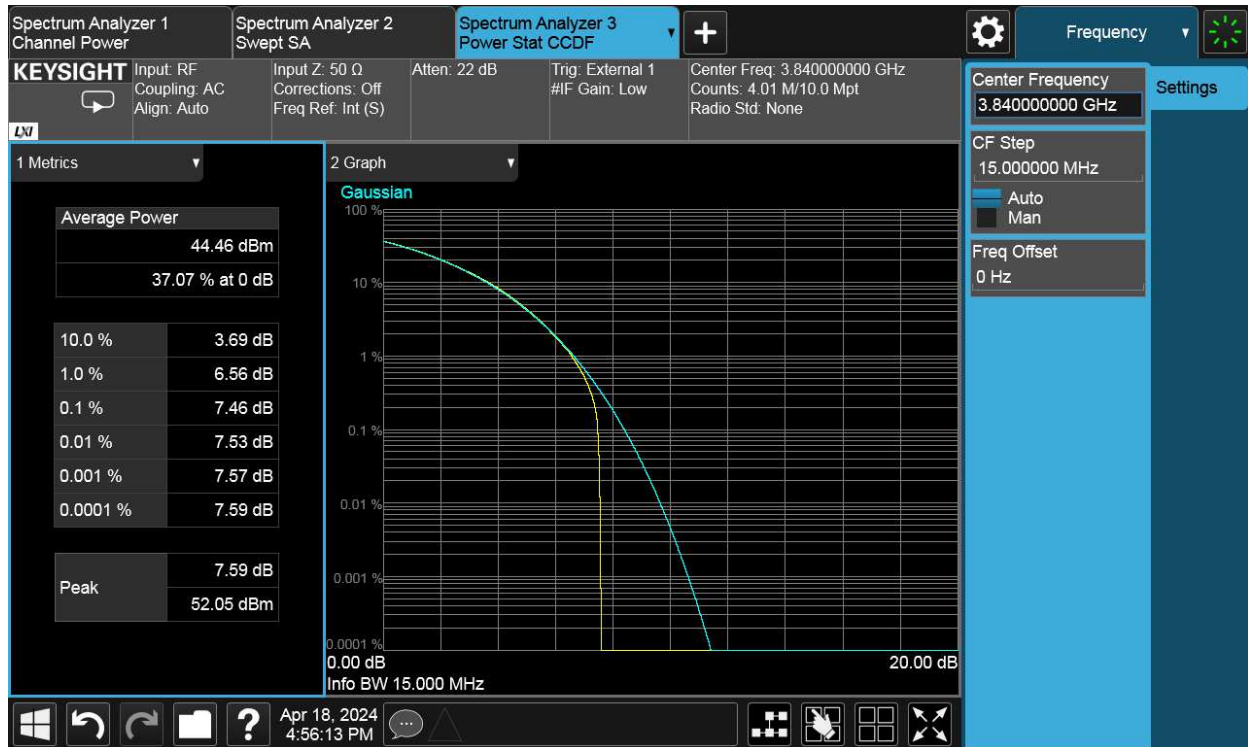 Spectrum Analyzer 1
Channel Power
Spectrum Analyzer 2
Swept SA
Spectrum Analyzer 3
Power Stat CCDF
Frequency
KEYSIGHT
LXI
Input: RF
Coupling: AC
Align: Auto
Input Z: 50 Ω
Corrections: Off
Freq Ref: Int (S)
Atten: 22 dB
Trig: External 1
#IF Gain: Low
Center Freq: 3.840000000 GHz
Counts: 4.01 M/10.0 Mpt
Radio Std: None
Center Frequency
3.840000000 GHz
Settings
CF Step
15.000000 MHz
Auto
Man
Freq Offset
0 Hz
1 Metrics
Average Power
44.46 dBm
37.07 % at 0 dB
10.0 % 3.69 dB
1.0 % 6.56 dB
0.1 % 7.46 dB
0.01 % 7.53 dB
0.001 % 7.57 dB
0.0001 % 7.59 dB
Peak
7.59 dB
52.05 dBm
2 Graph
Gaussian
100 %
10 %
1 %
0.1 %
0.01 %
0.001 %
0.0001 %
0.00 dB 20.00 dB
Info BW 15.000 MHz
?
Apr 18, 2024
4:56:13 PM